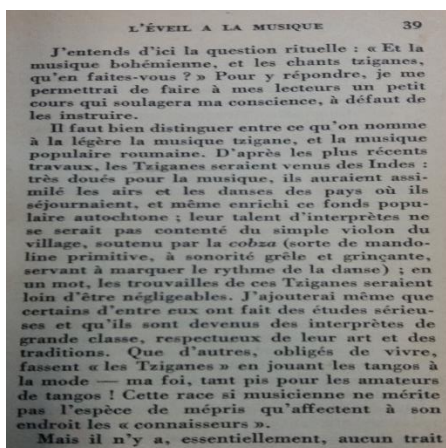 L'ÉVEIL A LA MUSIQUE 39
J'entends d'ici la question rituelle : « Et la
musique bohémienne, et les chants tziganes,
qu'en faites-vous ? » Pour y répondre, je me
permettrai de faire à mes lecteurs un petit
cours qui soulagera ma conscience, à défaut de
les instruire.
Il faut bien distinguer entre ce qu'on nomme
à la légère la musique tzigane, et la musique
populaire roumaine. D'après les plus récents
travaux, les Tziganes seraient venus des Indes :
très doués pour la musique, ils auraient assi-
milé les airs et les danses des pays où ils
séjournaient, et même enrichi ce fonds popu-
laire autochtone ; leur talent d'interprètes ne
se serait pas contenté du simple violon du
village, soutenu par la cobza (sorte de mando-
line primitive, à sonorité grêle et grinçante,
servant à marquer le rythme de la danse) ; en
un mot, les trouvailles de ces Tziganes seraient
loin d'être négligeables. J'ajouterai même que
certains d'entre eux ont fait des études sérieu-
ses et qu'ils sont devenus des interprètes de
grande classe, respectueux de leur art et des
traditions. Que d'autres, obligés de vivre,
fassent « les Tziganes » en jouant les tangos à
la mode — ma foi, tant pis pour les amateurs
de tangos ! Cette race si musicienne ne mérite
pas l'espèce de mépris qu'affectent à son
endroit les « connaisseurs ».
Mais il n'y a, essentiellement, aucun trait